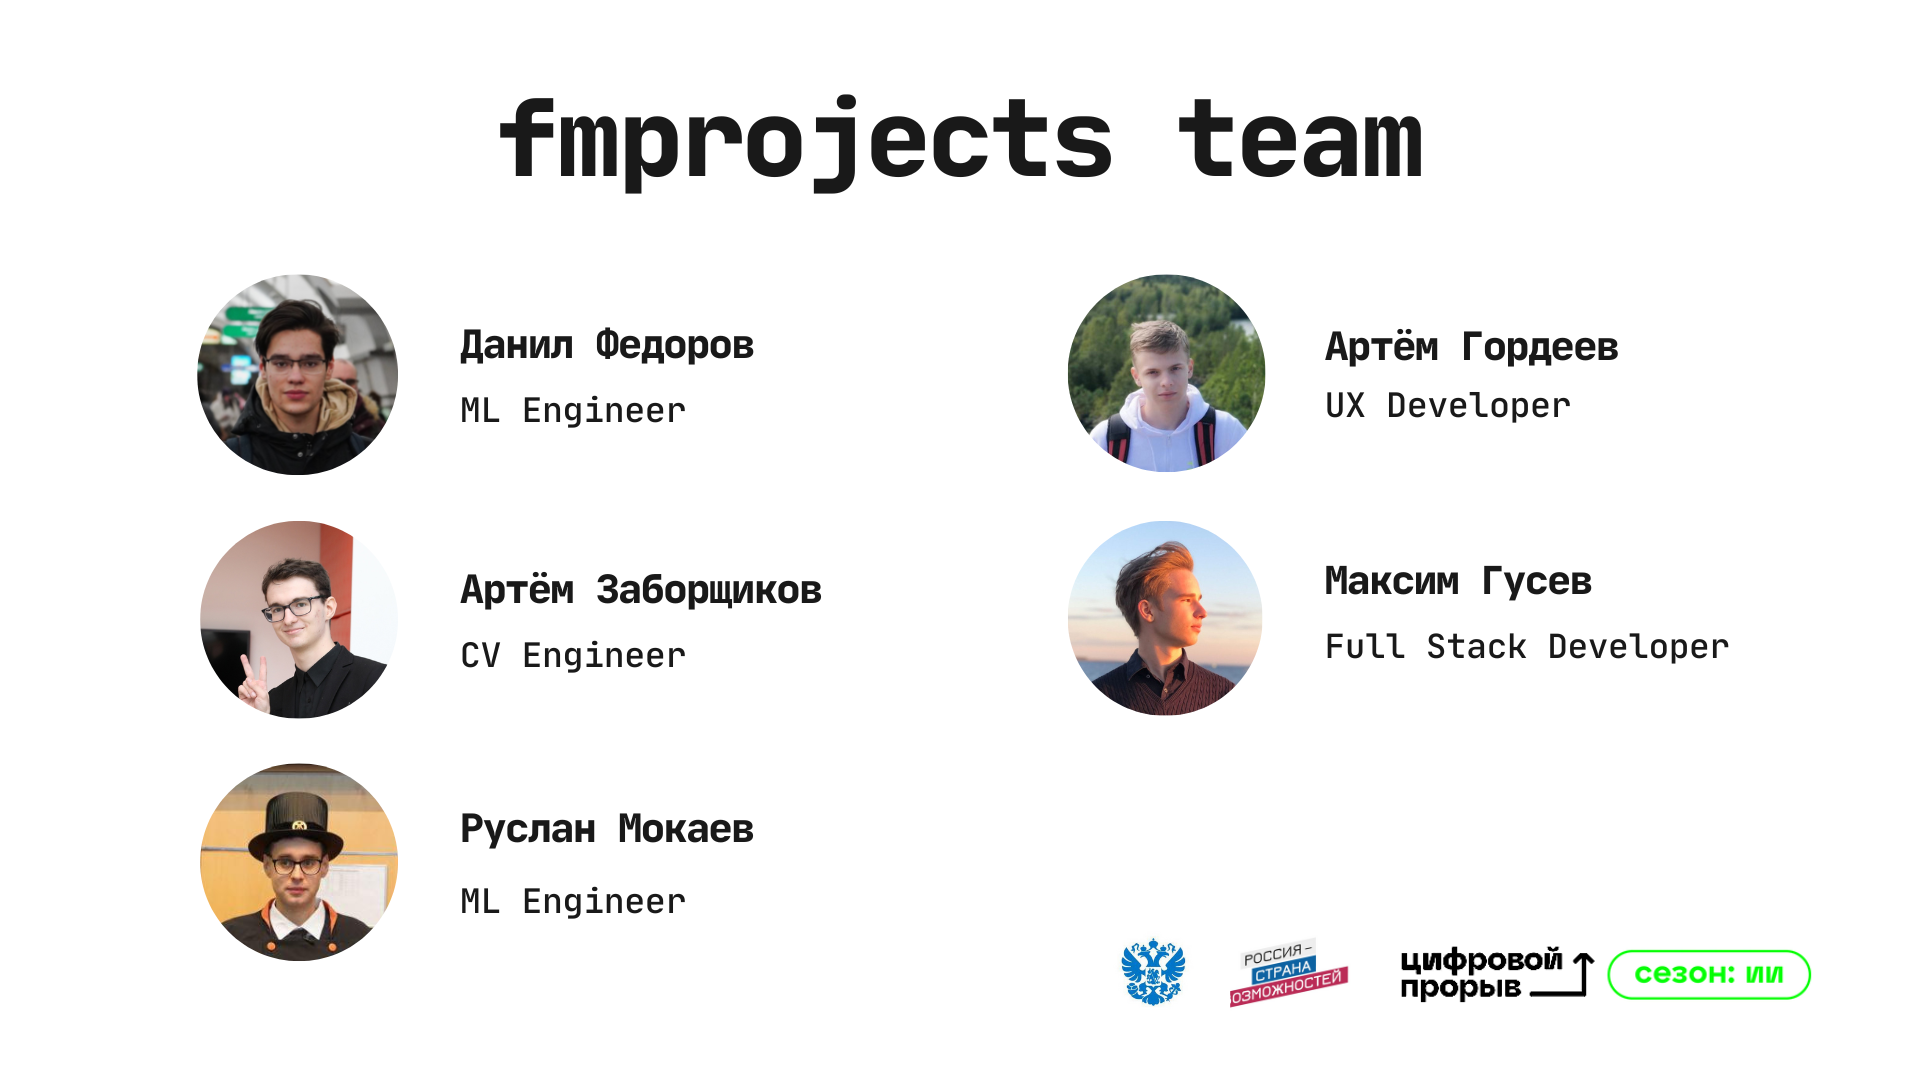 fmprojects team
Данил Федоров
ML Engineer
Артём Заборщиков
CV Engineer
Руслан Мокаев
ML Engineer
Артём Гордеев
UX Developer
Максим Гусев
Full Stack Developer
РОССИЯ –
СТРАНА
ОЗМОЖНОСТЕЙ
цифровой
прорыв
сезон: ии